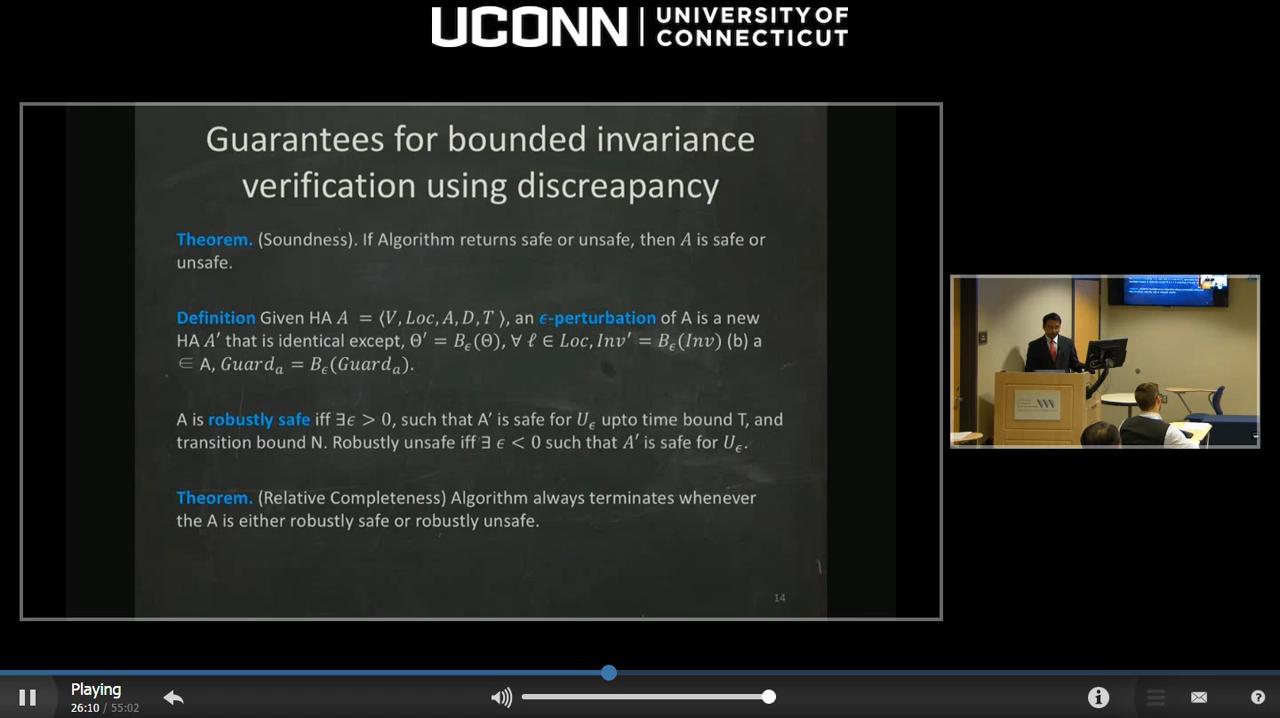 UCONN
UNIVERSITY OF
CONNECTICUT
Guarantees for bounded invariance
verification using discreapancy
Theorem. (Soundness). If Algorithm returns safe or unsafe, then A is safe or
unsafe.
Definition Given HA A = ⟨V, Loc, A, D, T ⟩, an ϵ-perturbation of A is a new
HA A′ that is identical except, Θ′ = B_ϵ(Θ), ∀ ℓ ∈ Loc, Inv′ = B_ϵ(Inv) (b) a
∈ A, Guard_a = B_ϵ(Guard_a).
A is robustly safe iff ∃ϵ > 0, such that A′ is safe for U_ϵ upto time bound T, and
transition bound N. Robustly unsafe iff ∃ ϵ < 0 such that A′ is safe for U_ϵ.
Theorem. (Relative Completeness) Algorithm always terminates whenever
the A is either robustly safe or robustly unsafe.
14
Playing
26:10 / 55:02